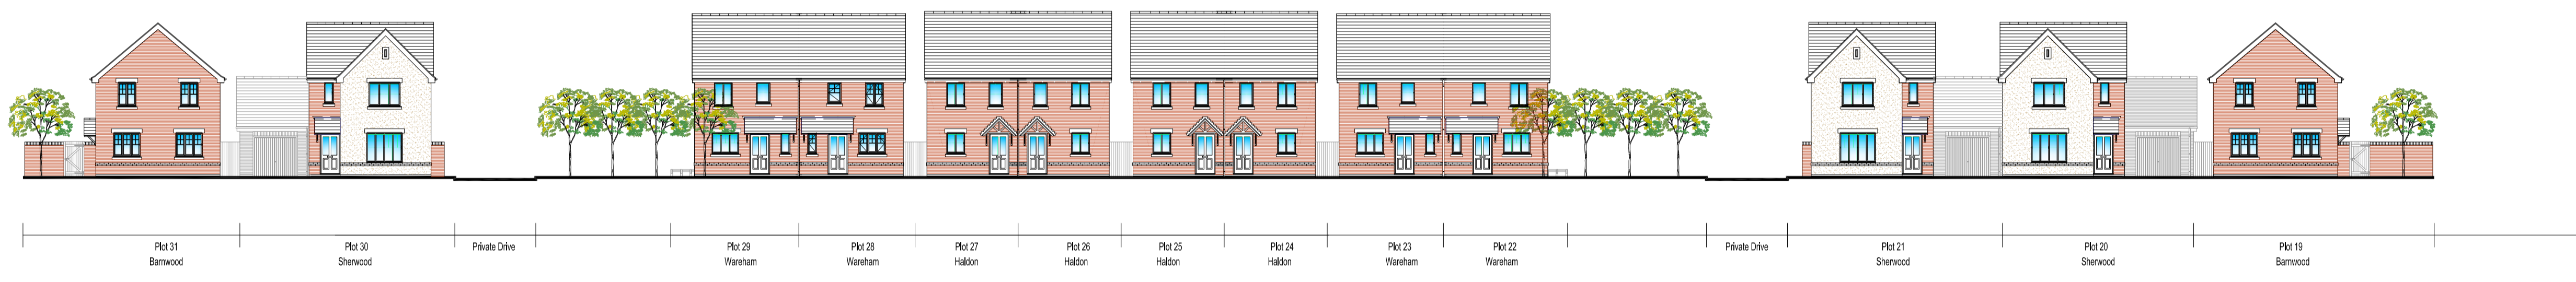 Plot 31 Plot 30 Private Drive Plot 29 Plot 28 Plot 27 Plot 26 Plot 25 Plot 24 Plot 23 Plot 22 Private Drive Plot 21 Plot 20 Plot 19
Barnwood Sherwood Wareham Wareham Haldon Haldon Haldon Haldon Wareham Wareham Sherwood Sherwood Barnwood